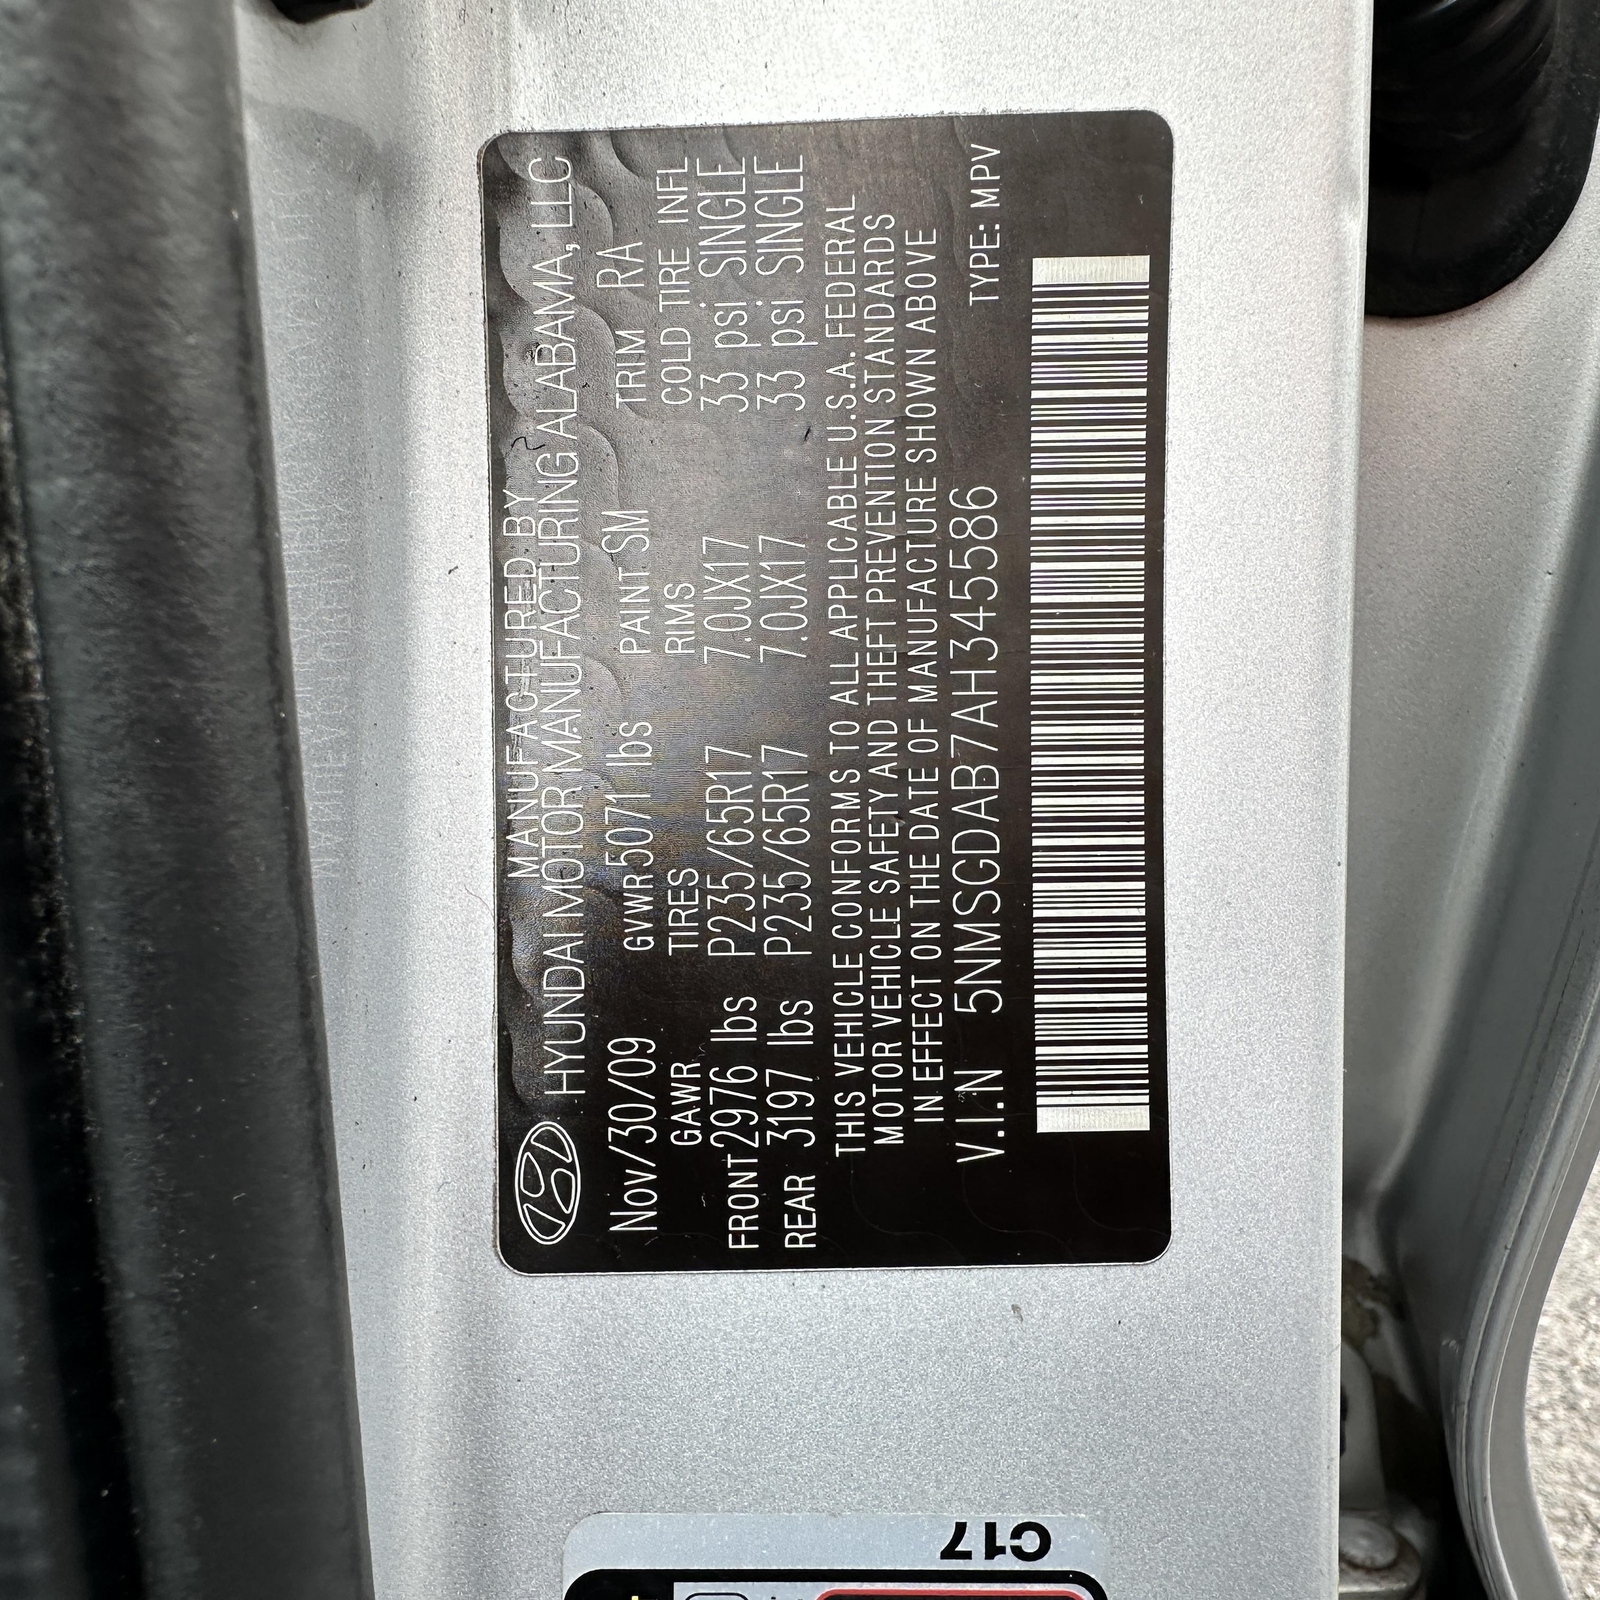 MANUFACTURED BY
HYUNDAI MOTOR MANUFACTURING ALABAMA, LLC
Nov/30/09 GVWR 5071 lbs PAINT SM TRIM RA
GAWR TIRES RIMS COLD TIRE INFL
FRONT 2976 lbs P235/65R17 7.0JX17 33 psi SINGLE
REAR 3197 lbs P235/65R17 7.0JX17 33 psi SINGLE
THIS VEHICLE CONFORMS TO ALL APPLICABLE U.S.A. FEDERAL
MOTOR VEHICLE SAFETY AND THEFT PREVENTION STANDARDS
IN EFFECT ON THE DATE OF MANUFACTURE SHOWN ABOVE
V.I.N 5NMSGDAB7AH345586 TYPE: MPV
C17